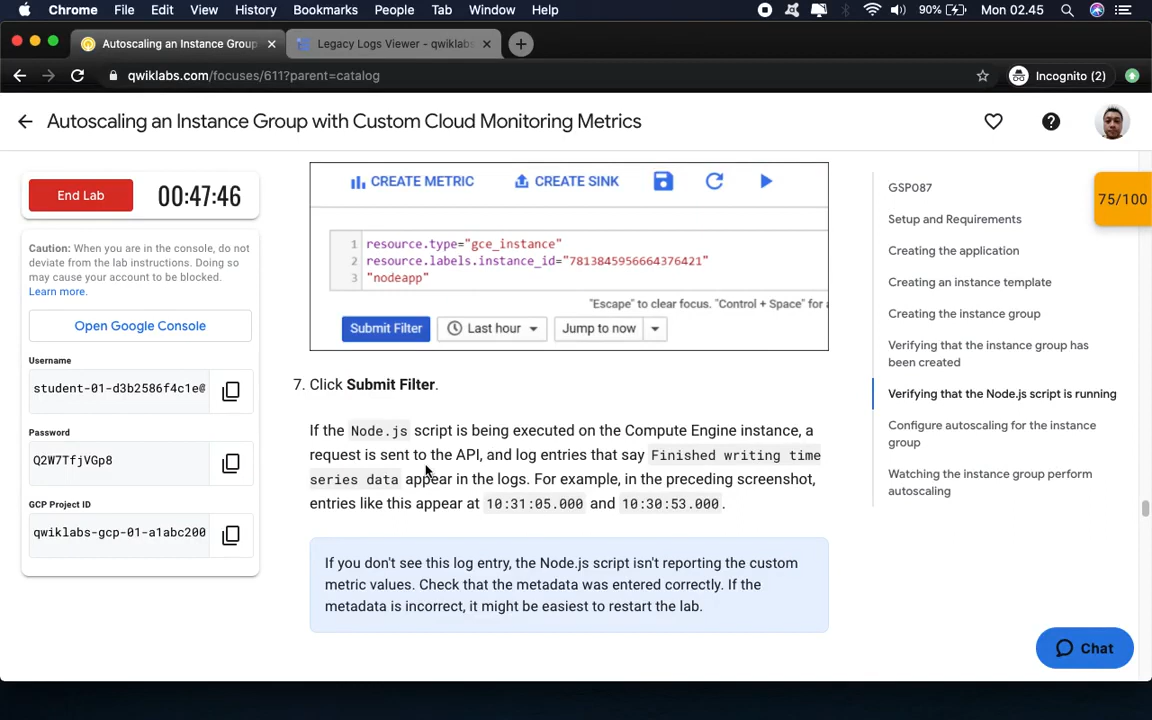 Chrome File Edit View History Bookmarks People Tab Window Help 90% Mon 02.45
Autoscaling an Instance Group
Legacy Logs Viewer - qwiklabs
qwiklabs.com/focuses/611?parent=catalog
Incognito (2)
Autoscaling an Instance Group with Custom Cloud Monitoring Metrics
End Lab
00:47:46
Caution: When you are in the console, do not
deviate from the lab instructions. Doing so
may cause your account to be blocked.
Learn more.
Open Google Console
Username
student-01-d3b2586f4c1e@
Password
Q2W7TfjVGp8
GCP Project ID
qwiklabs-gcp-01-a1abc200
CREATE METRIC
CREATE SINK
1 resource.type="gce_instance"
2 resource.labels.instance_id="7813845956664376421"
3 "nodeapp"
"Escape" to clear focus. "Control + Space" for a
Submit Filter
Last hour
Jump to now
7. Click Submit Filter.
If the Node.js script is being executed on the Compute Engine instance, a
request is sent to the API, and log entries that say Finished writing time
series data appear in the logs. For example, in the preceding screenshot,
entries like this appear at 10:31:05.000 and 10:30:53.000.
If you don't see this log entry, the Node.js script isn't reporting the custom
metric values. Check that the metadata was entered correctly. If the
metadata is incorrect, it might be easiest to restart the lab.
GSP087
Setup and Requirements
Creating the application
Creating an instance template
Creating the instance group
Verifying that the instance group has
been created
Verifying that the Node.js script is running
Configure autoscaling for the instance
group
Watching the instance group perform
autoscaling
75/100
Chat